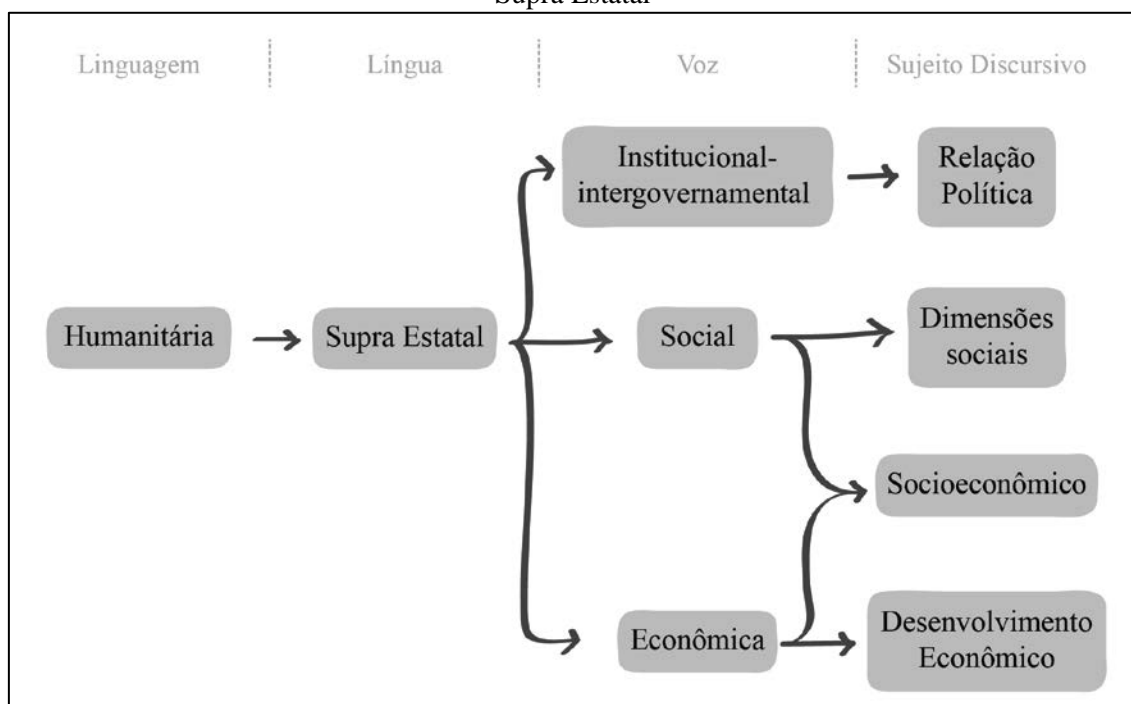 Supra Estatal
Linguagem
Língua
Voz
Sujeito Discursivo
Institucional-
intergovernamental
Relação
Política
Humanitária
Supra Estatal
Social
Dimensões
sociais
Socioeconômico
Econômica
Desenvolvimento
Econômico